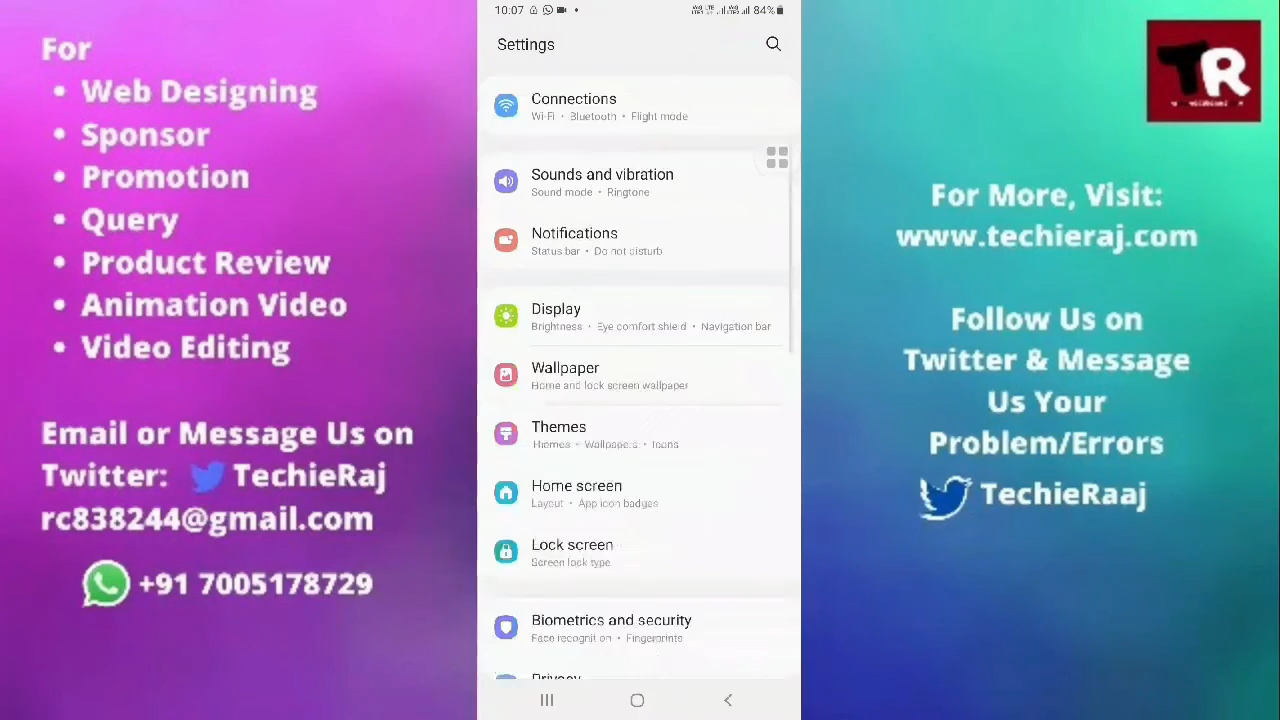 For
• Web Designing
• Sponsor
• Promotion
• Query
• Product Review
• Animation Video
• Video Editing
Email or Message Us on
Twitter: TechieRaj
rc838244@gmail.com
+91 7005178729
10.07
84%
Settings
Connections
Wi-Fi • Bluetooth • Flight mode
Sounds and vibration
Sound mode • Ringtone
Notifications
Status bar • Do not disturb
Display
Brightness • Eye comfort shield • Navigation bar
Wallpaper
Home and lock screen wallpaper
Themes
Themes • Wallpapers • Icons
Home screen
Layout • App icon badges
Lock screen
Screen lock type
Biometrics and security
Face recognition • Fingerprints
Privacy
TR
For More, Visit:
www.techieraj.com
Follow Us on
Twitter & Message
Us Your
Problem/Errors
TechieRaaj